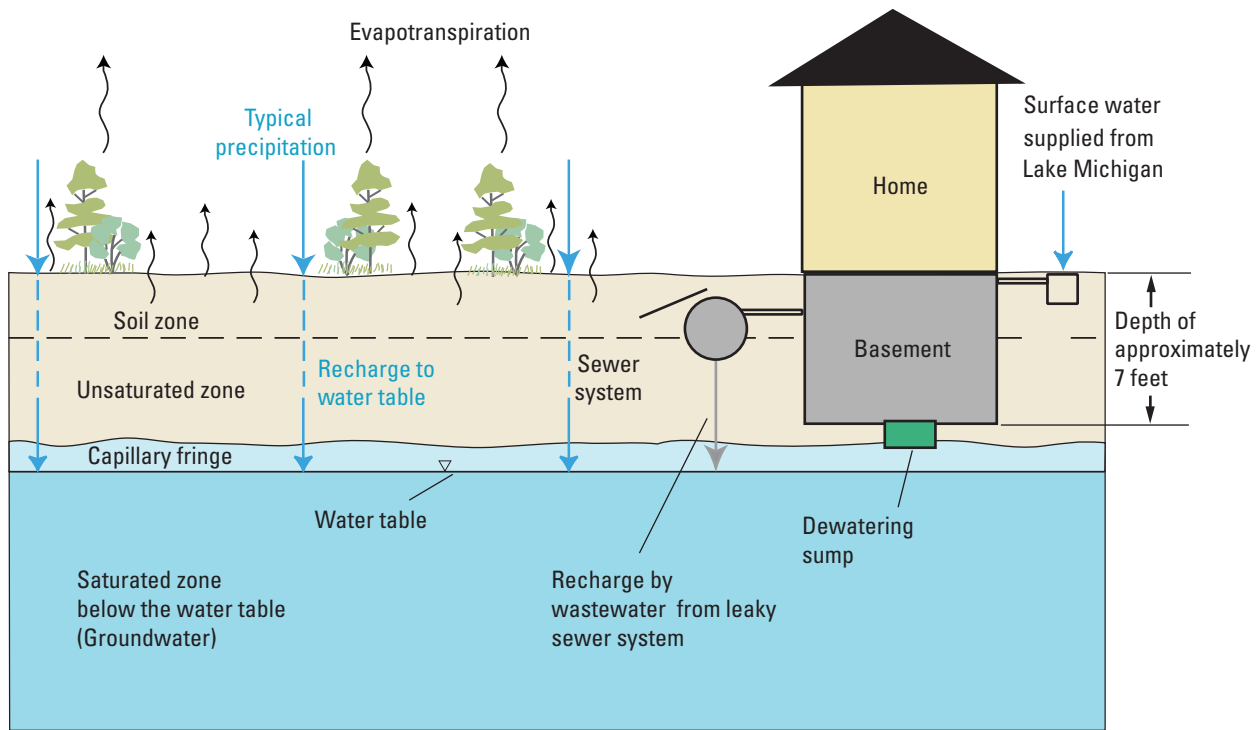 Evapotranspiration
Typical
precipitation
Surface water
supplied from
Lake Michigan
Home
Soil zone
Unsaturated zone
Recharge to
water table
Sewer
system
Basement
Depth of
approximately
7 feet
Capillary fringe
Water table
Dewatering
sump
Saturated zone
below the water table
(Groundwater)
Recharge by
wastewater from leaky
sewer system